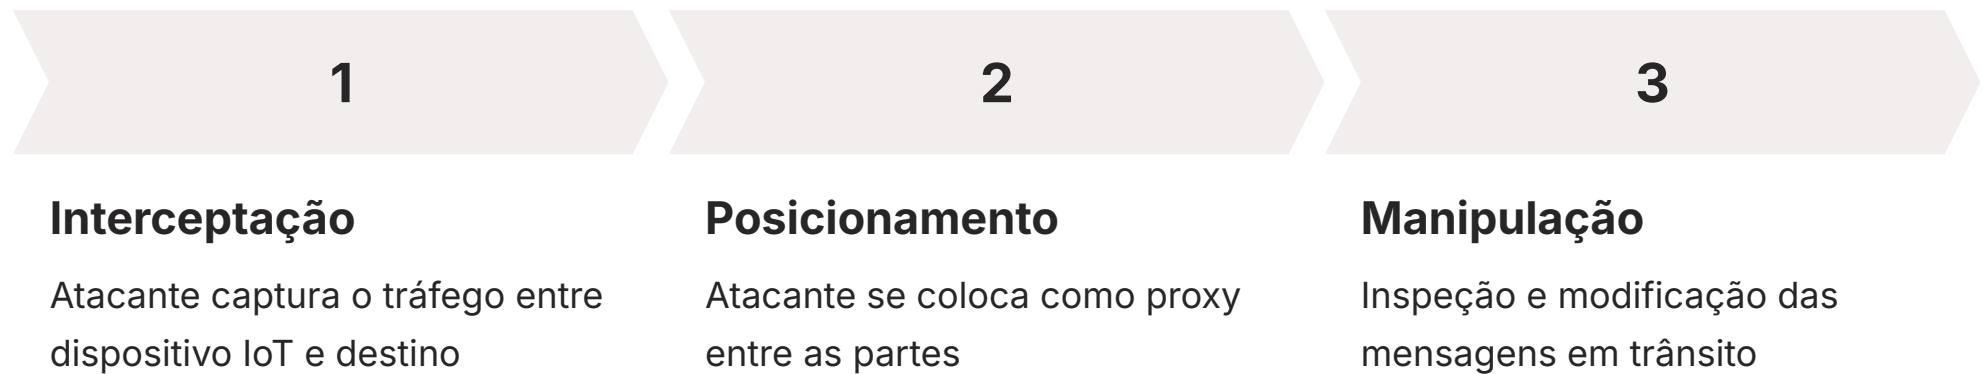 1
2
3
Interceptação
Atacante captura o tráfego entre
dispositivo IoT e destino
Posicionamento
Atacante se coloca como proxy
entre as partes
Manipulação
Inspeção e modificação das
mensagens em trânsito